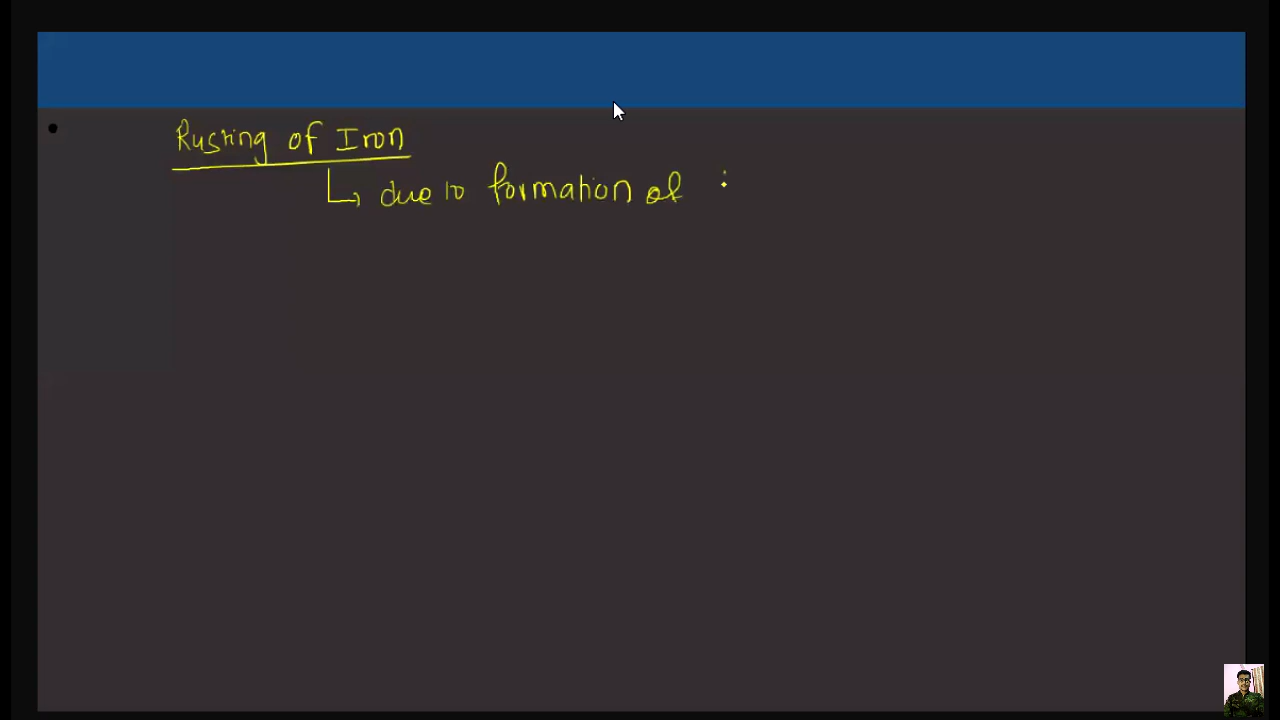 Rusting of Iron
↳ due to formation of